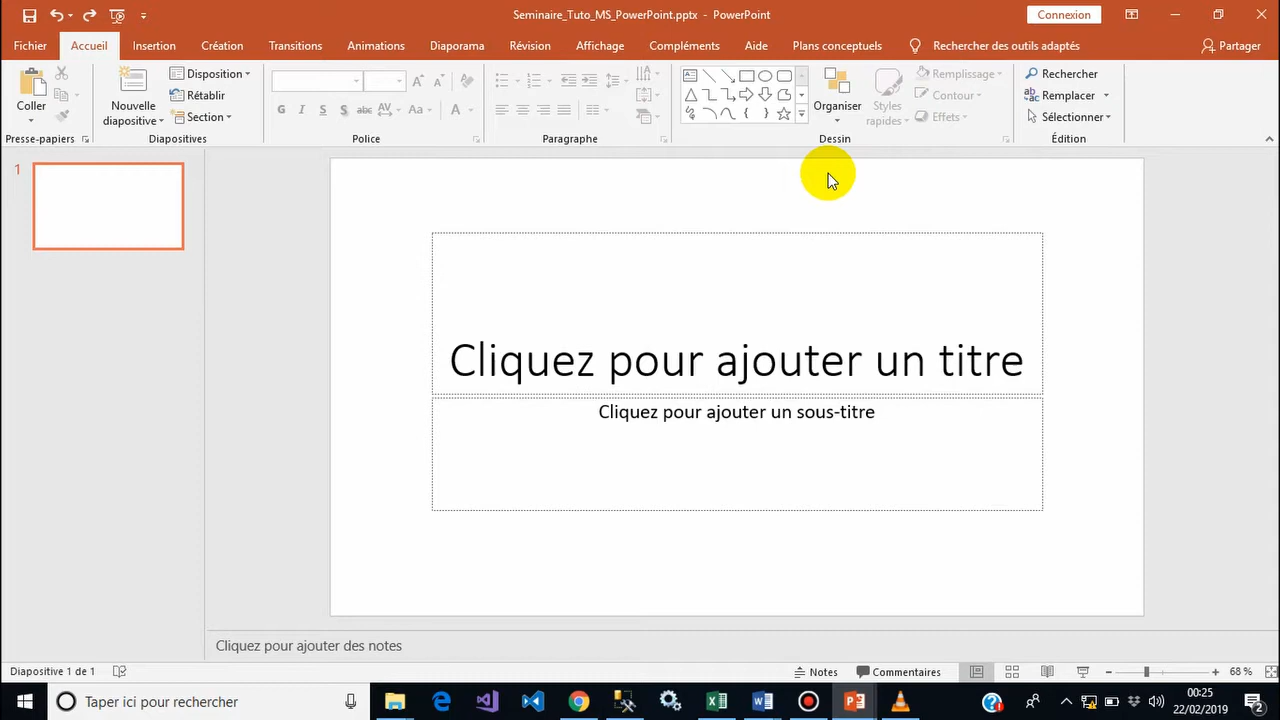 Seminaire_Tuto_MS_PowerPoint.pptx - PowerPoint
Connexion
Fichier Accueil Insertion Création Transitions Animations Diaporama Révision Affichage Compléments Aide Plans conceptuels Rechercher des outils adaptés Partager
Coller
Nouvelle diapositive
Disposition
Rétablir
Section
G I S S abc AV Aa A
Organiser
Styles rapides
Remplissage
Contour
Effets
Rechercher
Remplacer
Sélectionner
Presse-papiers Diapositives Police Paragraphe Dessin Édition
1
Cliquez pour ajouter un titre
Cliquez pour ajouter un sous-titre
Cliquez pour ajouter des notes
Diapositive 1 de 1 Notes Commentaires 68 %
Taper ici pour rechercher
00:25
22/02/2019
2